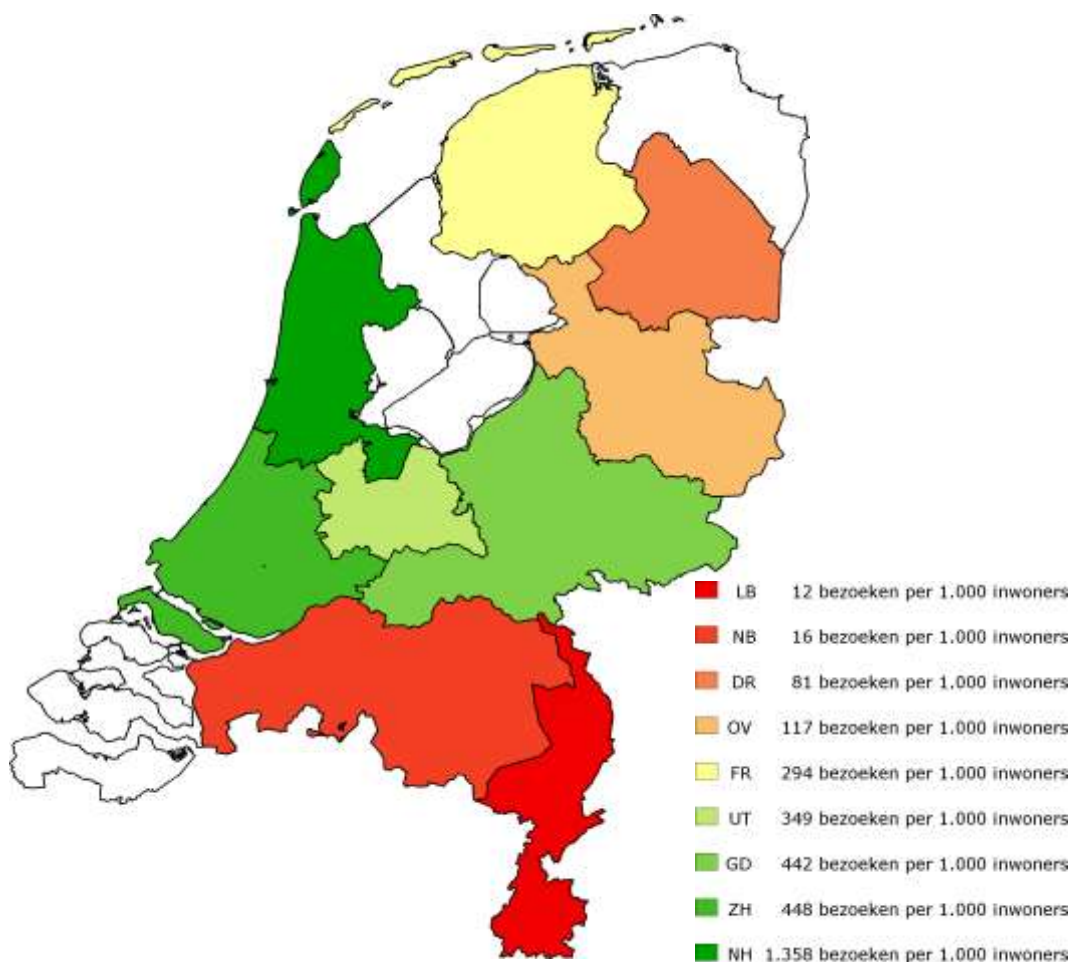 LB 12 bezoeken per 1.000 inwoners
NB 16 bezoeken per 1.000 inwoners
DR 81 bezoeken per 1.000 inwoners
OV 117 bezoeken per 1.000 inwoners
FR 294 bezoeken per 1.000 inwoners
UT 349 bezoeken per 1.000 inwoners
GD 442 bezoeken per 1.000 inwoners
ZH 448 bezoeken per 1.000 inwoners
NH 1.358 bezoeken per 1.000 inwoners